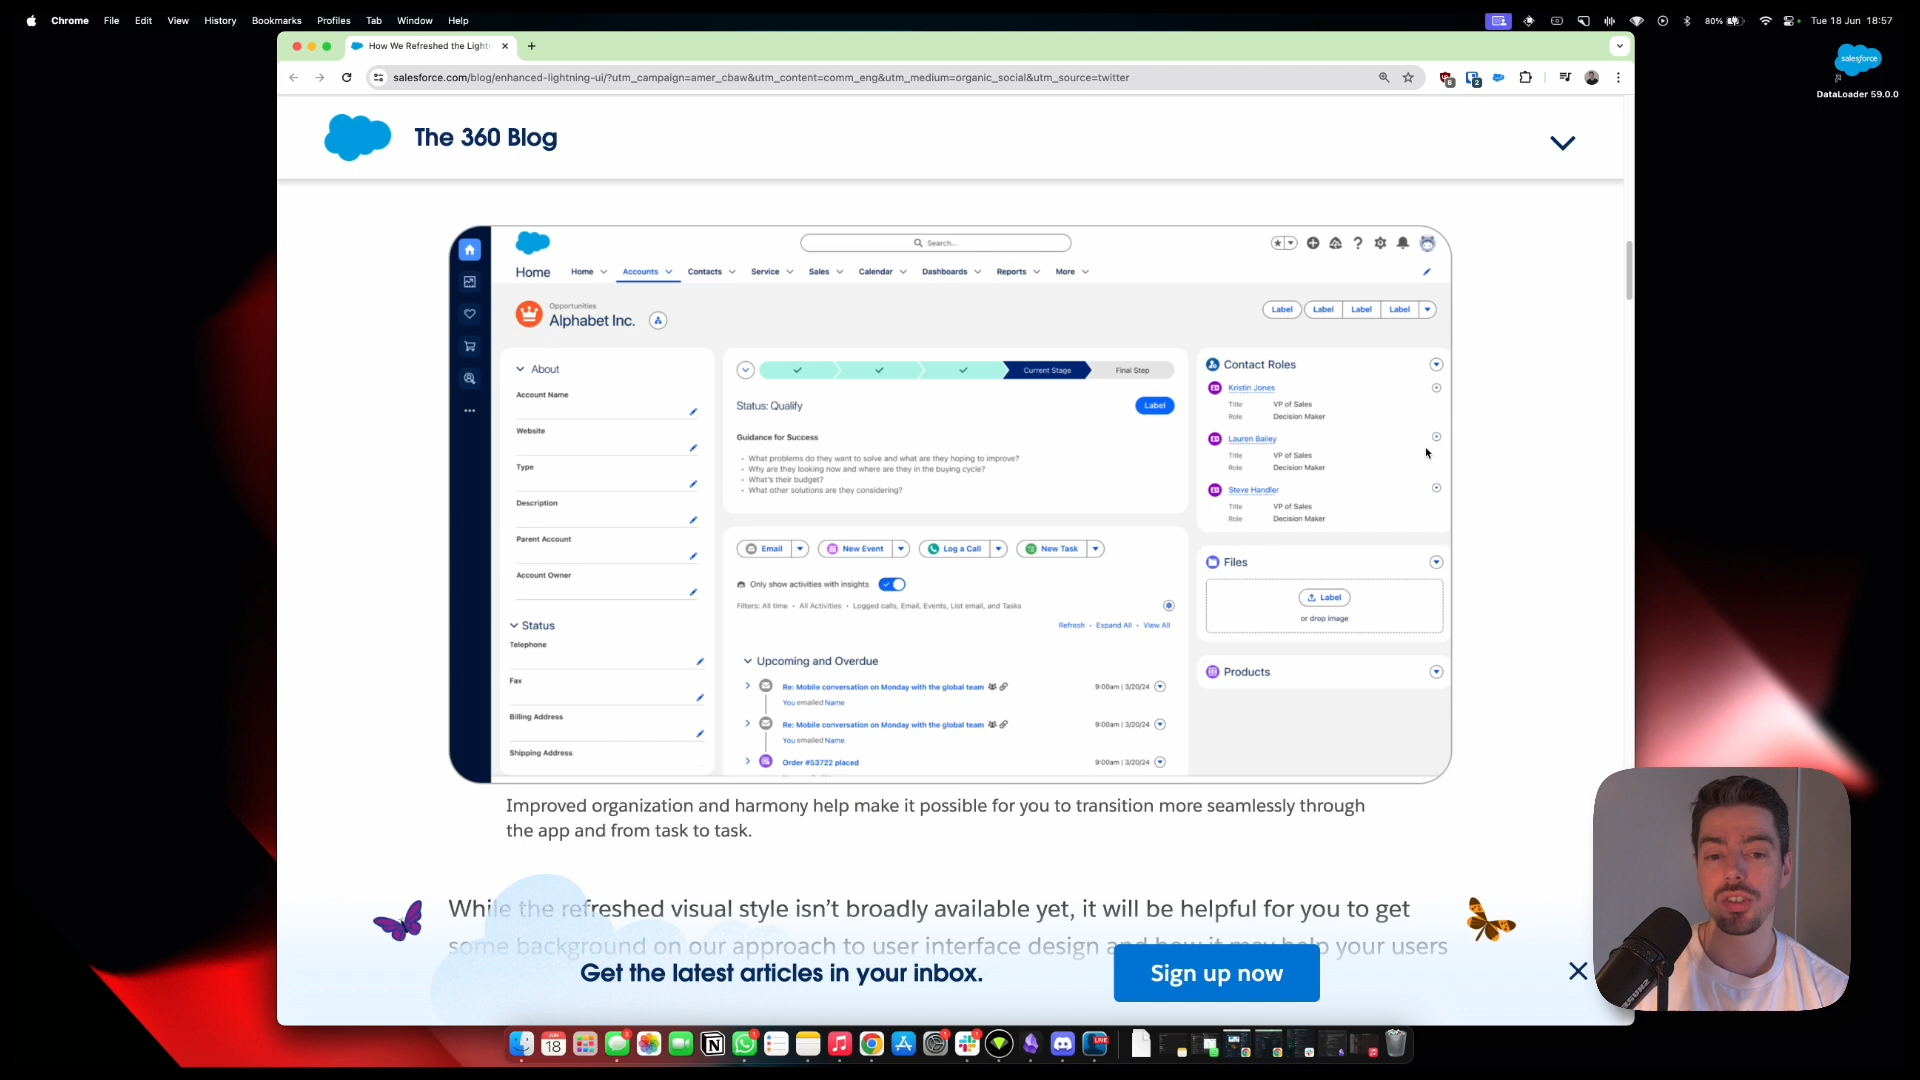 Chrome File Edit View History Bookmarks Profiles Tab Window Help
80% Tue 18 Jun 18:57
How We Refreshed the Lightn
salesforce.com/blog/enhanced-lightning-ui/?utm_campaign=amer_cbaw&utm_content=comm_eng&utm_medium=organic_social&utm_source=twitter
8 2
salesforce
DataLoader 59.0.0
The 360 Blog
Search...
Home Home Accounts Contacts Service Sales Calendar Dashboards Reports More
Opportunities
Alphabet Inc.
Label Label Label Label
About
Account Name
Website
Type
Description
Parent Account
Account Owner
Status
Telephone
Fax
Billing Address
Shipping Address
Current Stage Final Step
Status: Qualify
Label
Guidance for Success
• What problems do they want to solve and what are they hoping to improve?
• Why are they looking now and where are they in the buying cycle?
• What's their budget?
• What other solutions are they considering?
Email New Event Log a Call New Task
Only show activities with insights
Filters: All time • All Activities • Logged calls, Email, Events, List email, and Tasks
Refresh • Expand All • View All
Upcoming and Overdue
Re: Mobile conversation on Monday with the global team 9:00am | 3/20/24
You emailed Name
Re: Mobile conversation on Monday with the global team 9:00am | 3/20/24
You emailed Name
Order #53722 placed 9:00am | 3/20/24
Contact Roles
Kristin Jones
Title VP of Sales
Role Decision Maker
Lauren Bailey
Title VP of Sales
Role Decision Maker
Steve Handler
Title VP of Sales
Role Decision Maker
Files
Label
or drop image
Products
Improved organization and harmony help make it possible for you to transition more seamlessly through
the app and from task to task.
While the refreshed visual style isn't broadly available yet, it will be helpful for you to get
some background on our approach to user interface design and how it may help your users
Get the latest articles in your inbox.
Sign up now
JUN
18
LIVE